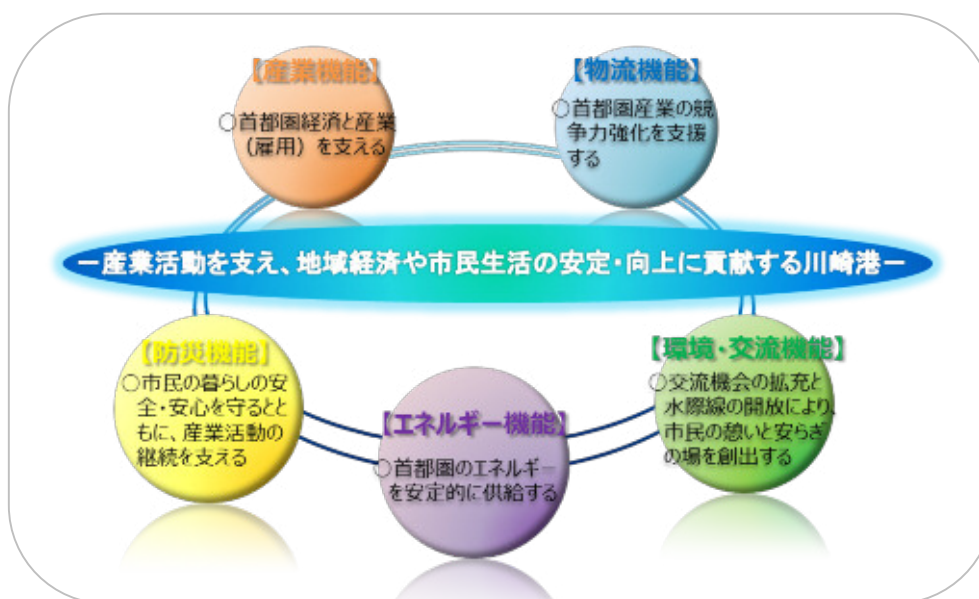 【産業機能】
○首都圏経済と産業
（雇用）を支える
【物流機能】
○首都圏産業の競
争力強化を支援
する
－産業活動を支え、地域経済や市民生活の安定・向上に貢献する川崎港－
【防災機能】
○市民の暮らしの安
全・安心を守るとと
もに、産業活動の
継続を支える
【エネルギー機能】
○首都圏のエネルギー
を安定的に供給する
【環境・交流機能】
○交流機会の拡充と
水際線の開放により、
市民の憩いと安らぎ
の場を創出する